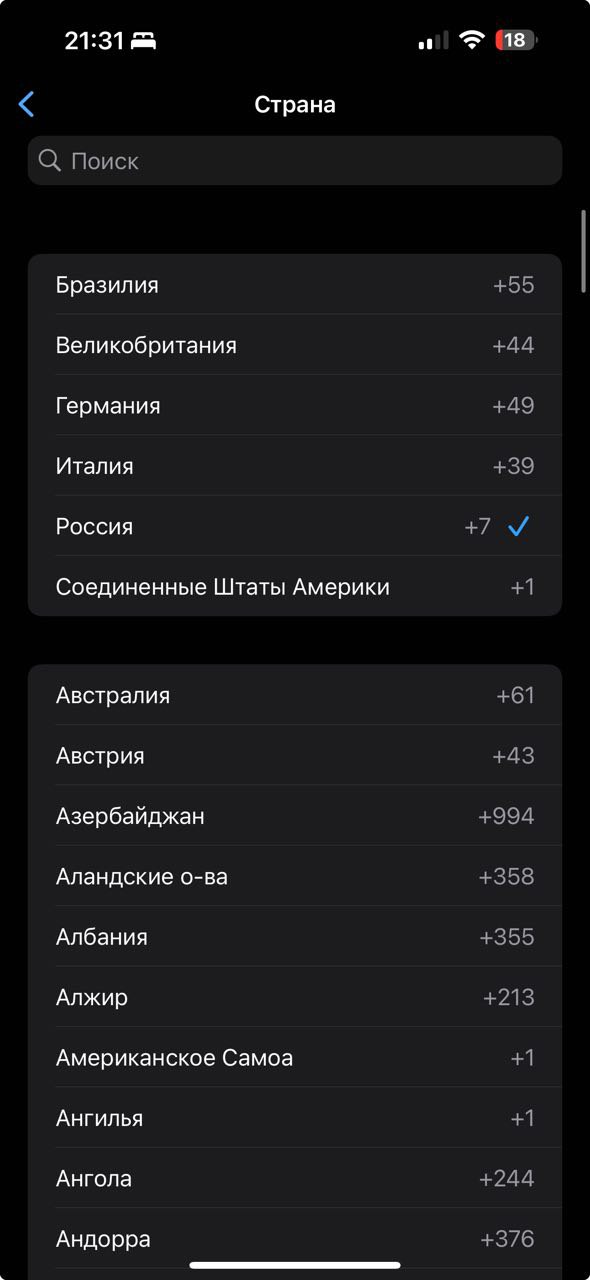 21:31
18
Страна
Поиск
Бразилия +55
Великобритания +44
Германия +49
Италия +39
Россия +7
Соединенные Штаты Америки +1
Австралия +61
Австрия +43
Азербайджан +994
Аландские о-ва +358
Албания +355
Алжир +213
Американское Самоа +1
Ангилья +1
Ангола +244
Андорра +376